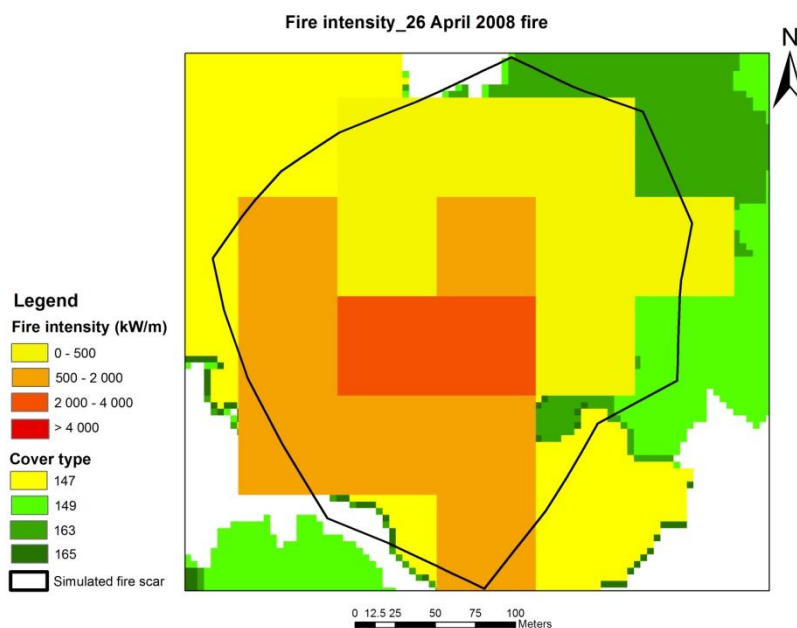 Fire intensity_26 April 2008 fire
N
Legend
Fire intensity (kW/m)
0 - 500
500 - 2 000
2 000 - 4 000
> 4 000
Cover type
147
149
163
165
Simulated fire scar
0 12.5 25 50 75 100
Meters